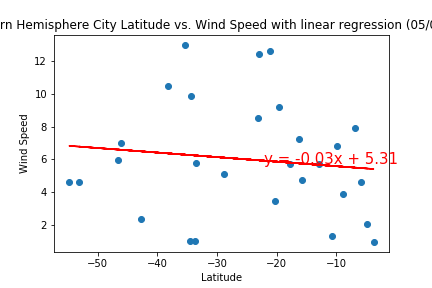 rn Hemisphere City Latitude vs. Wind Speed with linear regression (05/0
12
10
8
6
4
2
Wind Speed
y = -0.03x + 5.31
−50
−40
−30
−20
−10
Latitude